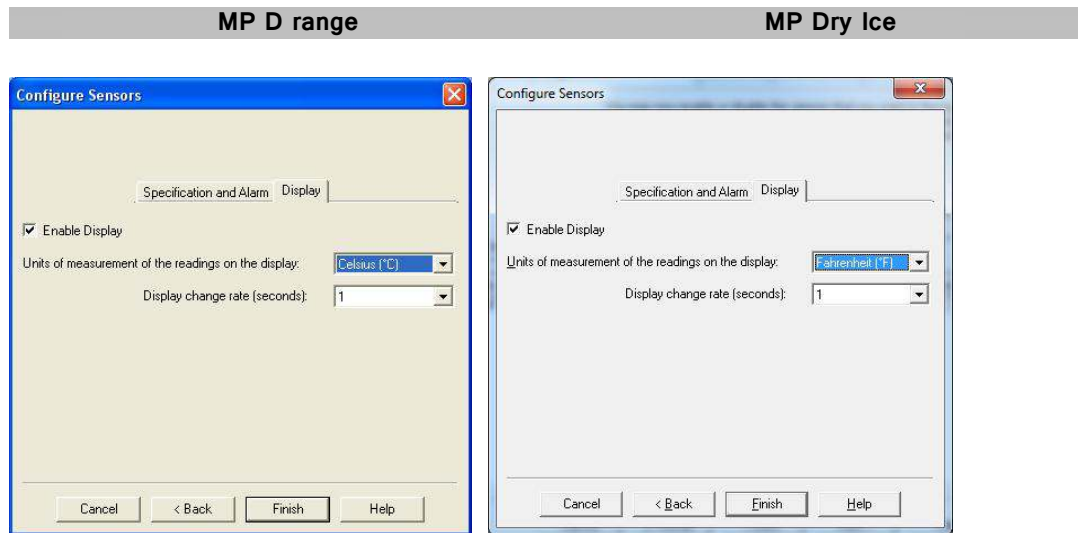 MP D range MP Dry Ice
Configure Sensors
Specification and Alarm Display
Enable Display
Units of measurement of the readings on the display: Celsius (°C)
Display change rate (seconds): 1
Cancel < Back Finish Help
Configure Sensors
Specification and Alarm Display
Enable Display
Units of measurement of the readings on the display: Fahrenheit (°F)
Display change rate (seconds): 1
Cancel < Back Finish Help